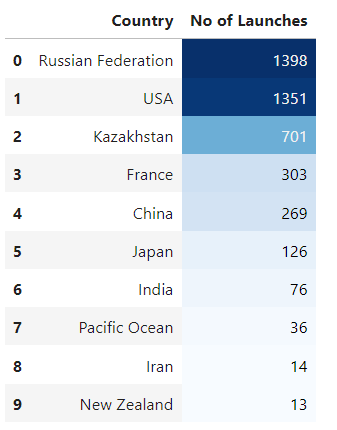 Country No of Launches
0 Russian Federation 1398
1 USA 1351
2 Kazakhstan 701
3 France 303
4 China 269
5 Japan 126
6 India 76
7 Pacific Ocean 36
8 Iran 14
9 New Zealand 13